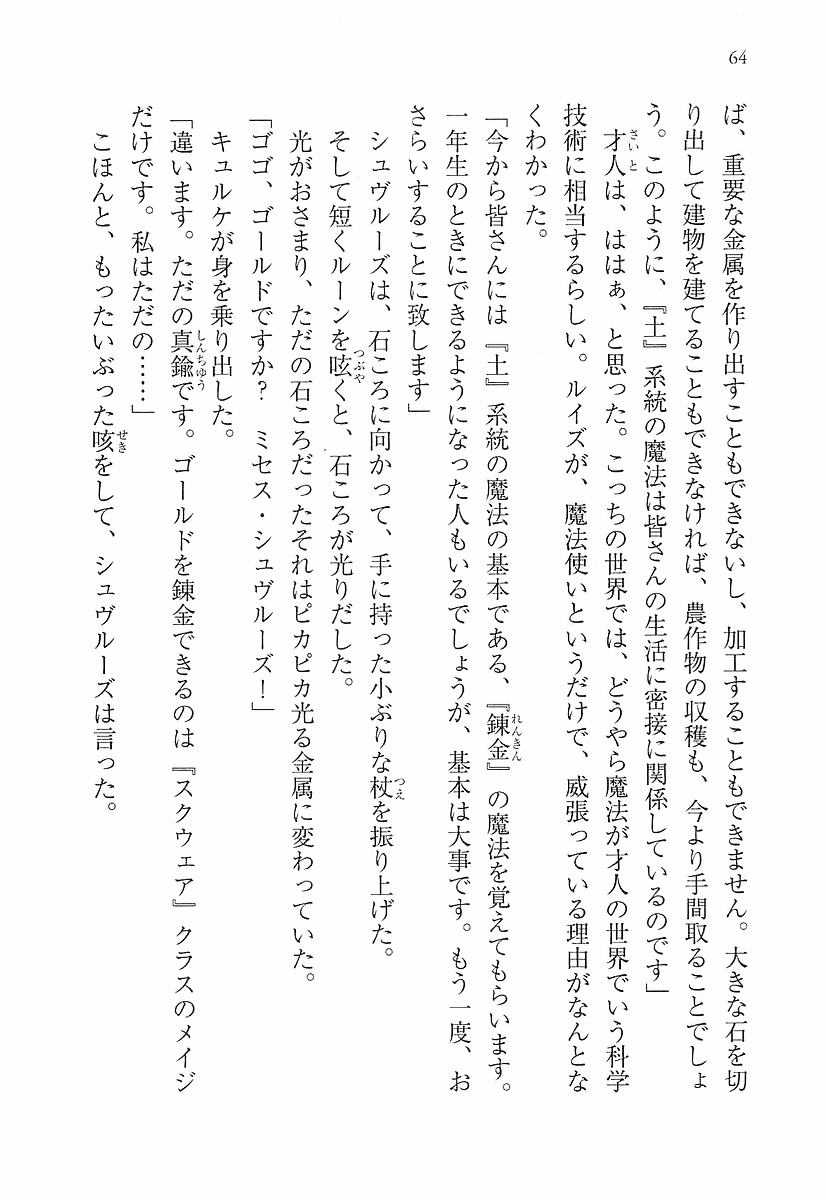 64
ば、重要な金属を作り出すこともできないし、加工することもできません。大きな石を切
り出して建物を建てることもできなければ、農作物の収穫も、今より手間取ることでしょ
う。このように、『土』系統の魔法は皆さんの生活に密接に関係しているのです」
　才人は、ははぁ、と思った。こっちの世界では、どうやら魔法が才人の世界でいう科学
技術に相当するらしい。ルイズが、魔法使いというだけで、威張っている理由がなんとな
くわかった。
「今から皆さんには『土』系統の魔法の基本である、『錬金』の魔法を覚えてもらいます。
一年生のときにできるようになった人もいるでしょうが、基本は大事です。もう一度、お
さらいすることに致します」
　シュヴルーズは、石ころに向かって、手に持った小ぶりな杖を振り上げた。
　そして短くルーンを呟くと、石ころが光りだした。
　光がおさまり、ただの石ころだったそれはピカピカ光る金属に変わっていた。
「ゴゴ、ゴールドですか？　ミセス・シュヴルーズ！」
　キュルケが身を乗り出した。
「違います。ただの真鍮です。ゴールドを錬金できるのは『スクウェア』クラスのメイジ
だけです。私はただの……」
　こほんと、もったいぶった咳をして、シュヴルーズは言った。